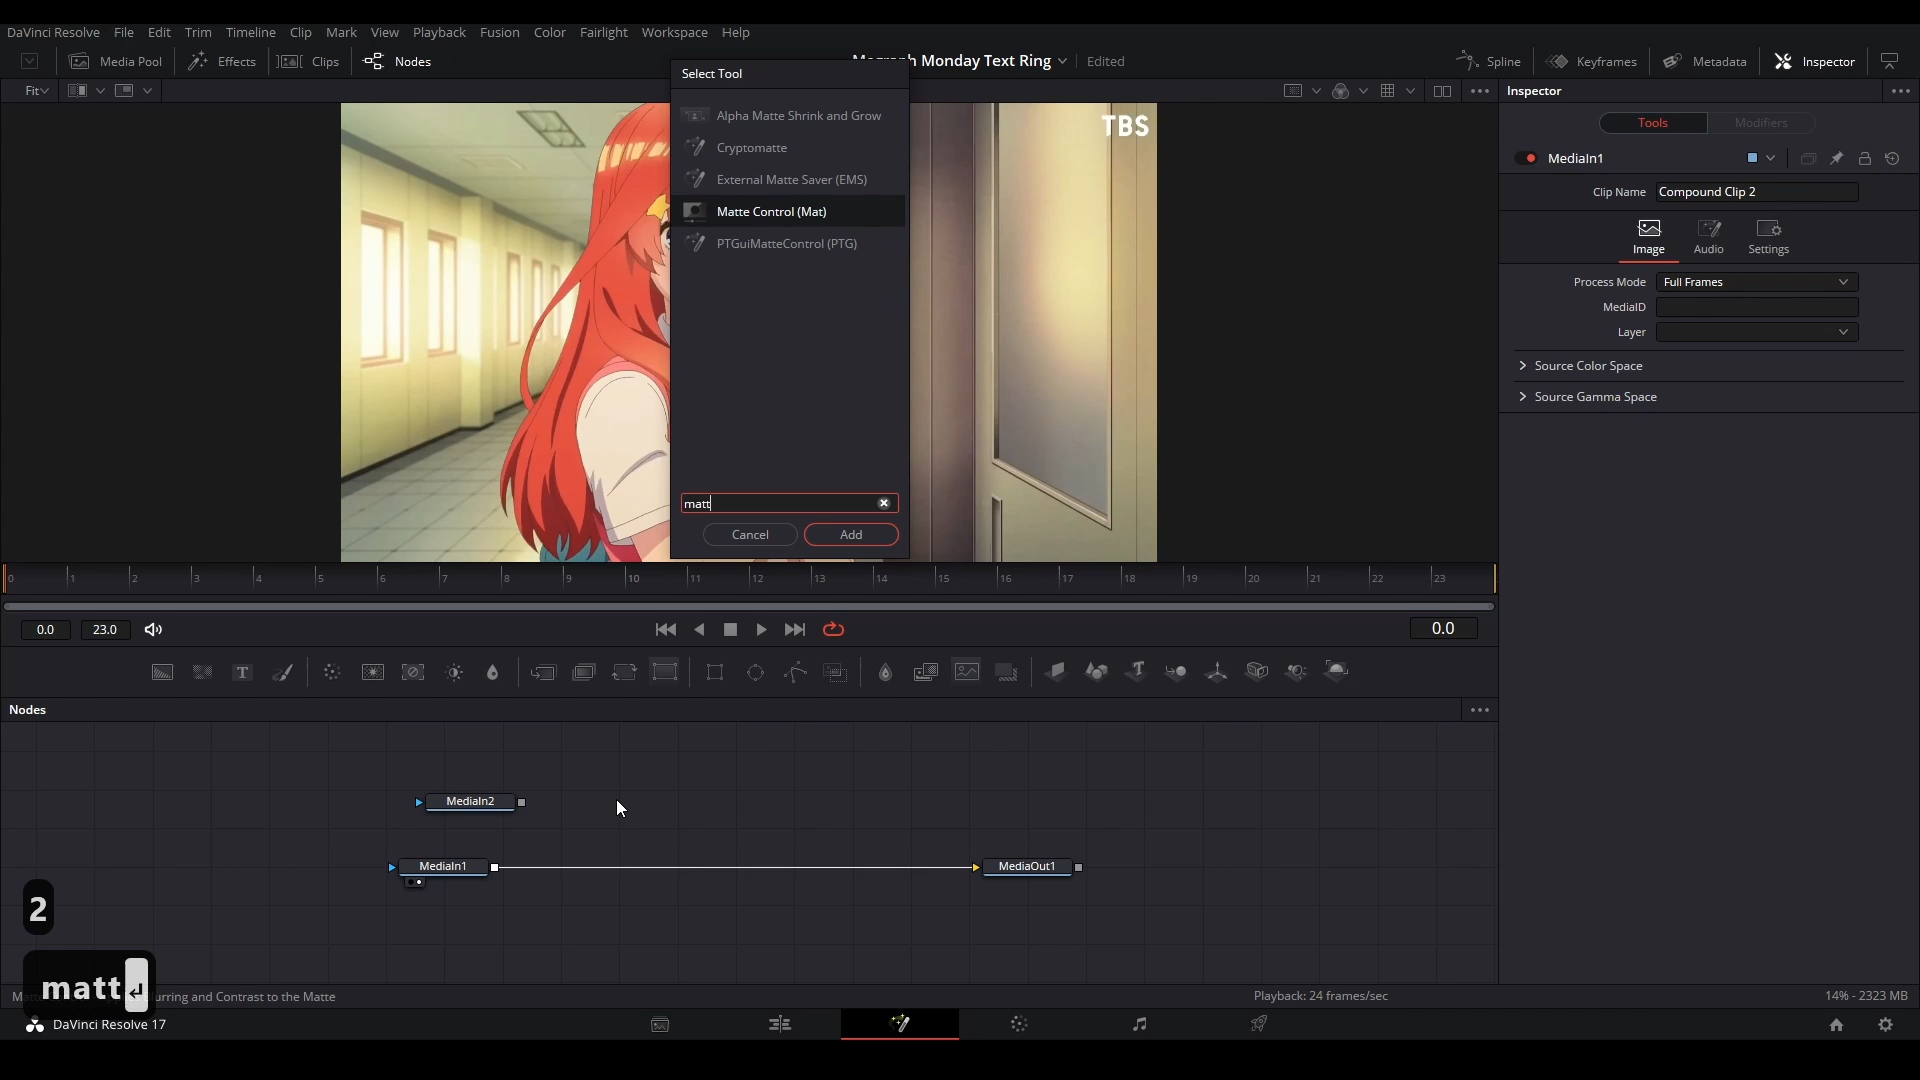 DaVinci Resolve File Edit Trim Timeline Clip Mark View Playback Fusion Color Fairlight Workspace Help
Media Pool Effects Clips Nodes
Monday Text Ring Edited
Spline Keyframes Metadata Inspector
Fit
Select Tool
Alpha Matte Shrink and Grow
Cryptomatte
External Matte Saver (EMS)
Matte Control (Mat)
PTGuiMatteControl (PTG)
matt
Cancel Add
TBS
Inspector
Tools Modifiers
MediaIn1
Clip Name Compound Clip 2
Image Audio Settings
Process Mode Full Frames
MediaID
Layer
Source Color Space
Source Gamma Space
0 1 2 3 4 5 6 7 8 9 10 11 12 13 14 15 16 17 18 19 20 21 22 23
0.0 23.0 0.0
Nodes
MediaIn2
MediaIn1 MediaOut1
2
matt
urring and Contrast to the Matte
Playback: 24 frames/sec
14% - 2323 MB
DaVinci Resolve 17